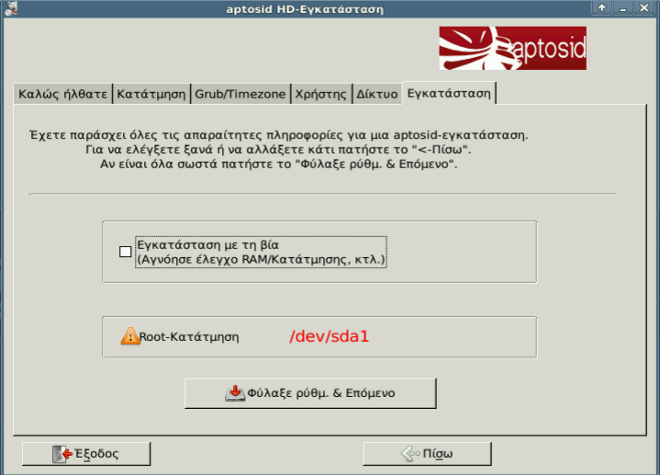 aptosid HD-Εγκατάσταση
aptosid
Καλώς ήλθατε Κατάτμηση Grub/Timezone Χρήστης Δίκτυο Εγκατάσταση
Έχετε παράσχει όλες τις απαραίτητες πληροφορίες για μια aptosid-εγκατάσταση.
Για να ελέγξετε ξανά ή να αλλάξετε κάτι πατήστε το "<-Πίσω".
Αν είναι όλα σωστά πατήστε το "Φύλαξε ρύθμ. & Επόμενο".
Εγκατάσταση με τη βία
(Αγνόησε έλεγχο RAM/Κατάτμησης, κτλ.)
Root-Κατάτμηση /dev/sda1
Φύλαξε ρύθμ. & Επόμενο
Έξοδος Πίσω